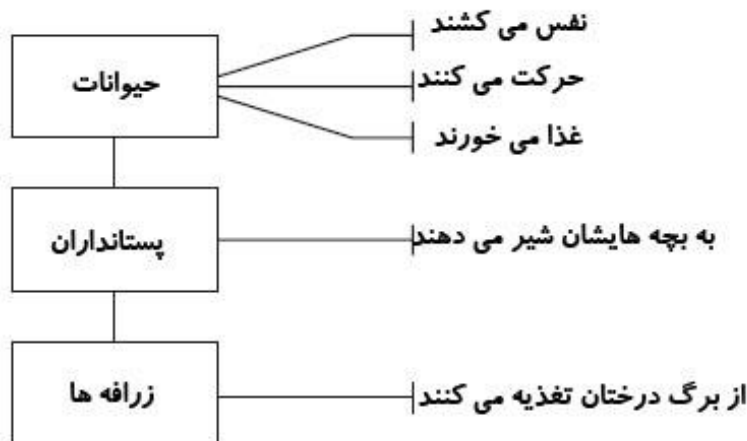 نفس می کشند
حیوانات
حرکت می کنند
غذا می خورند
پستانداران
به بچه هایشان شیر می دهند
زرافه ها
از برگ درختان تغذیه می کنند